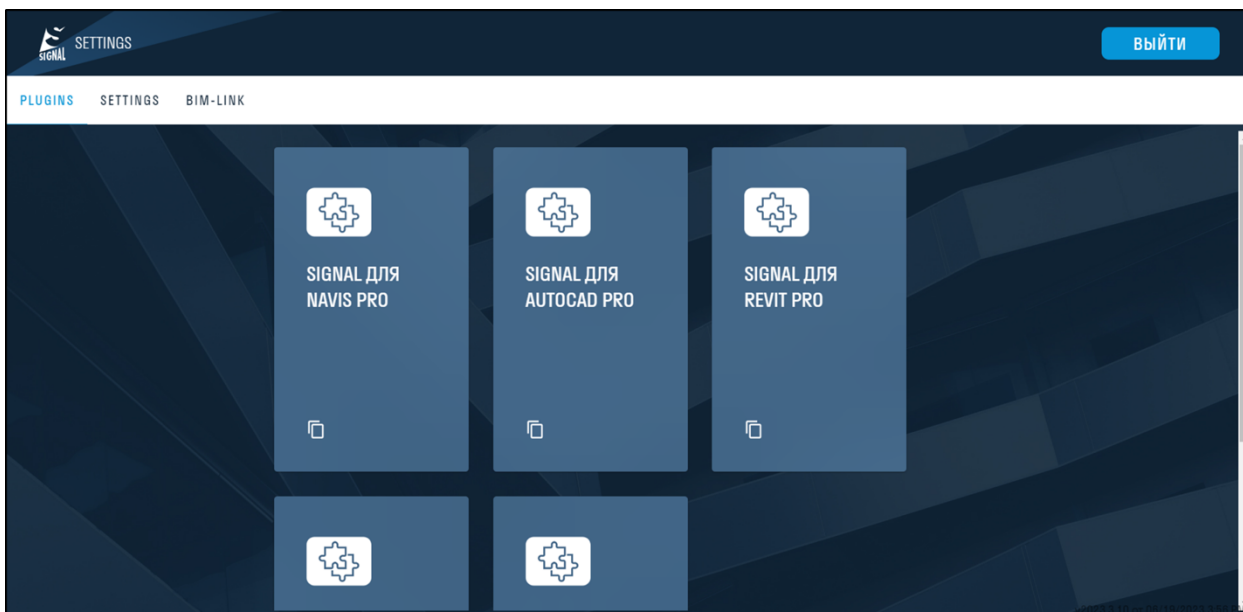 SIGNAL
SETTINGS
ВЫЙТИ
PLUGINS SETTINGS BIM-LINK
SIGNAL ДЛЯ
NAVIS PRO
SIGNAL ДЛЯ
AUTOCAD PRO
SIGNAL ДЛЯ
REVIT PRO